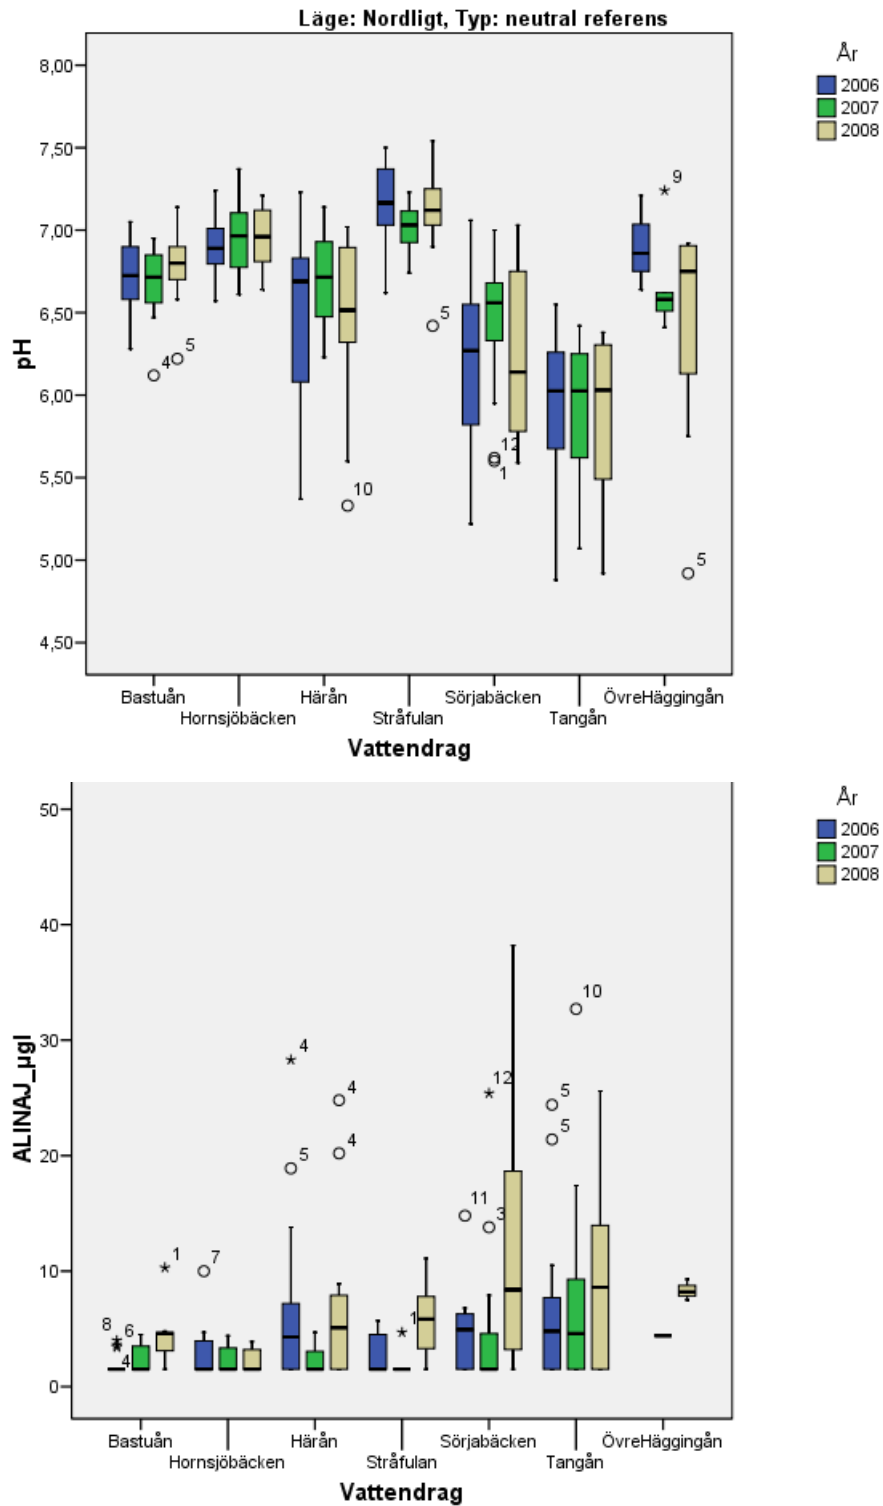 Läge: Nordligt, Typ: neutral referens
År
2006
2007
2008
8,00
7,50
7,00
6,50
6,00
5,50
5,00
4,50
pH
4
5
10
5
12
1
9
5
Bastuån
Hornsjöbäcken
Härån
Stråfulan
Sörjabäcken
Tangån
ÖvreHäggingån
Vattendrag
År
2006
2007
2008
50
40
30
20
10
0
ALINAJ_µgl
8
6
4
1
7
4
5
4
4
1
11
12
3
5
5
10
Bastuån
Hornsjöbäcken
Härån
Stråfulan
Sörjabäcken
Tangån
ÖvreHäggingån
Vattendrag